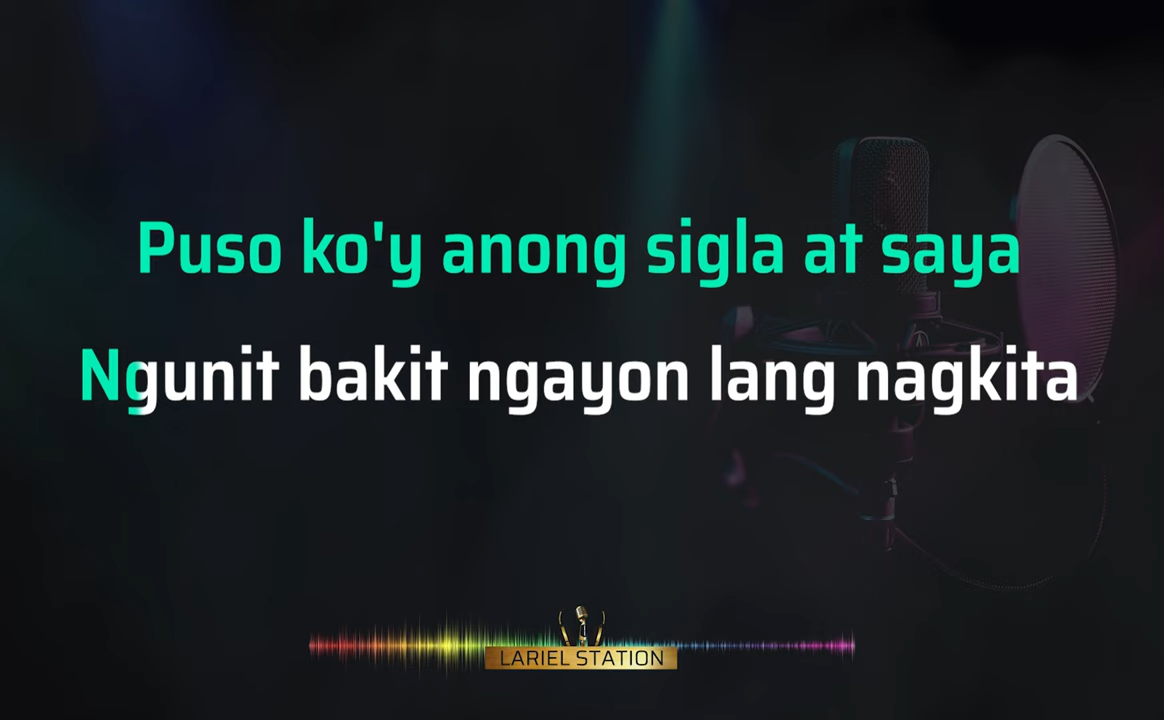 Puso ko'y anong sigla at saya
Ngunit bakit ngayon lang nagkita
LARIEL STATION